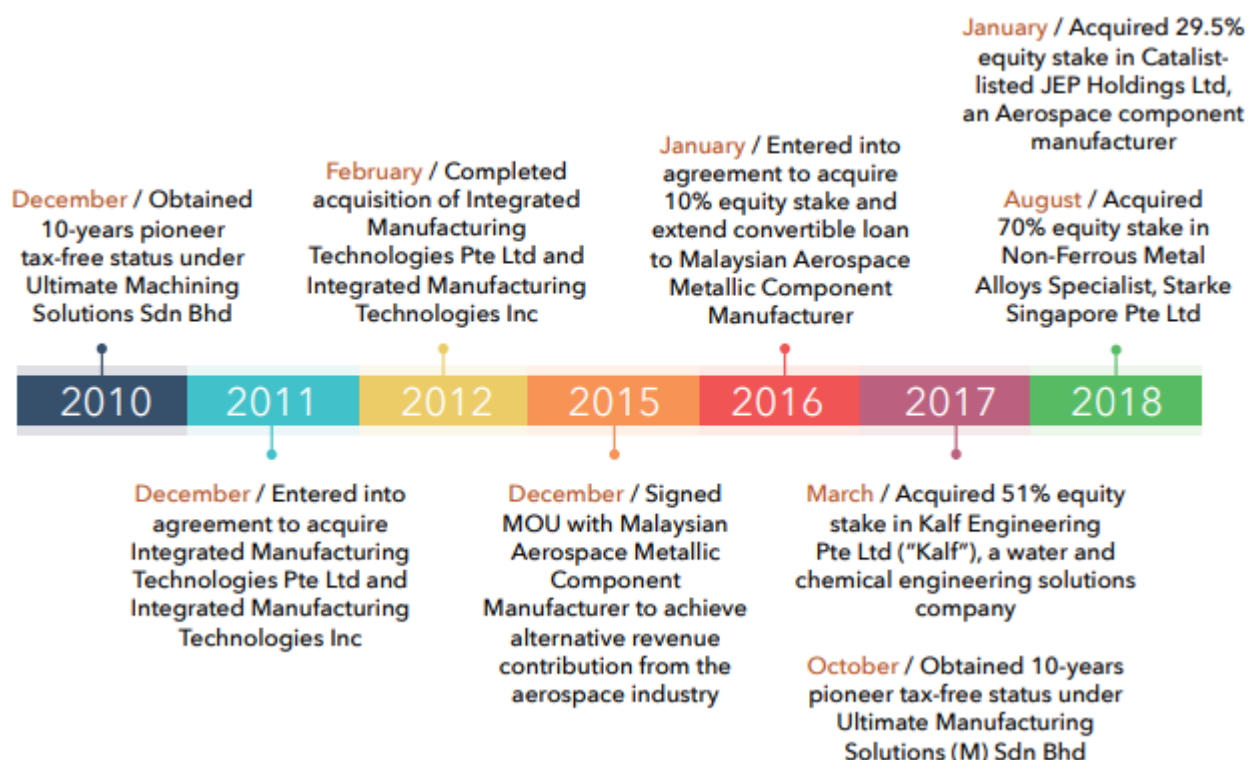 January / Acquired 29.5%
equity stake in Catalist-
listed JEP Holdings Ltd,
an Aerospace component
manufacturer
December / Obtained
10-years pioneer
tax-free status under
Ultimate Machining
Solutions Sdn Bhd
February / Completed
acquisition of Integrated
Manufacturing
Technologies Pte Ltd and
Integrated Manufacturing
Technologies Inc
January / Entered into
agreement to acquire
10% equity stake and
extend convertible loan
to Malaysian Aerospace
Metallic Component
Manufacturer
August / Acquired
70% equity stake in
Non-Ferrous Metal
Alloys Specialist, Starke
Singapore Pte Ltd
2010 2011 2012 2015 2016 2017 2018
December / Entered into
agreement to acquire
Integrated Manufacturing
Technologies Pte Ltd and
Integrated Manufacturing
Technologies Inc
December / Signed
MOU with Malaysian
Aerospace Metallic
Component
Manufacturer to achieve
alternative revenue
contribution from the
aerospace industry
March / Acquired 51% equity
stake in Kalf Engineering
Pte Ltd (“Kalf”), a water and
chemical engineering solutions
company
October / Obtained 10-years
pioneer tax-free status under
Ultimate Manufacturing
Solutions (M) Sdn Bhd